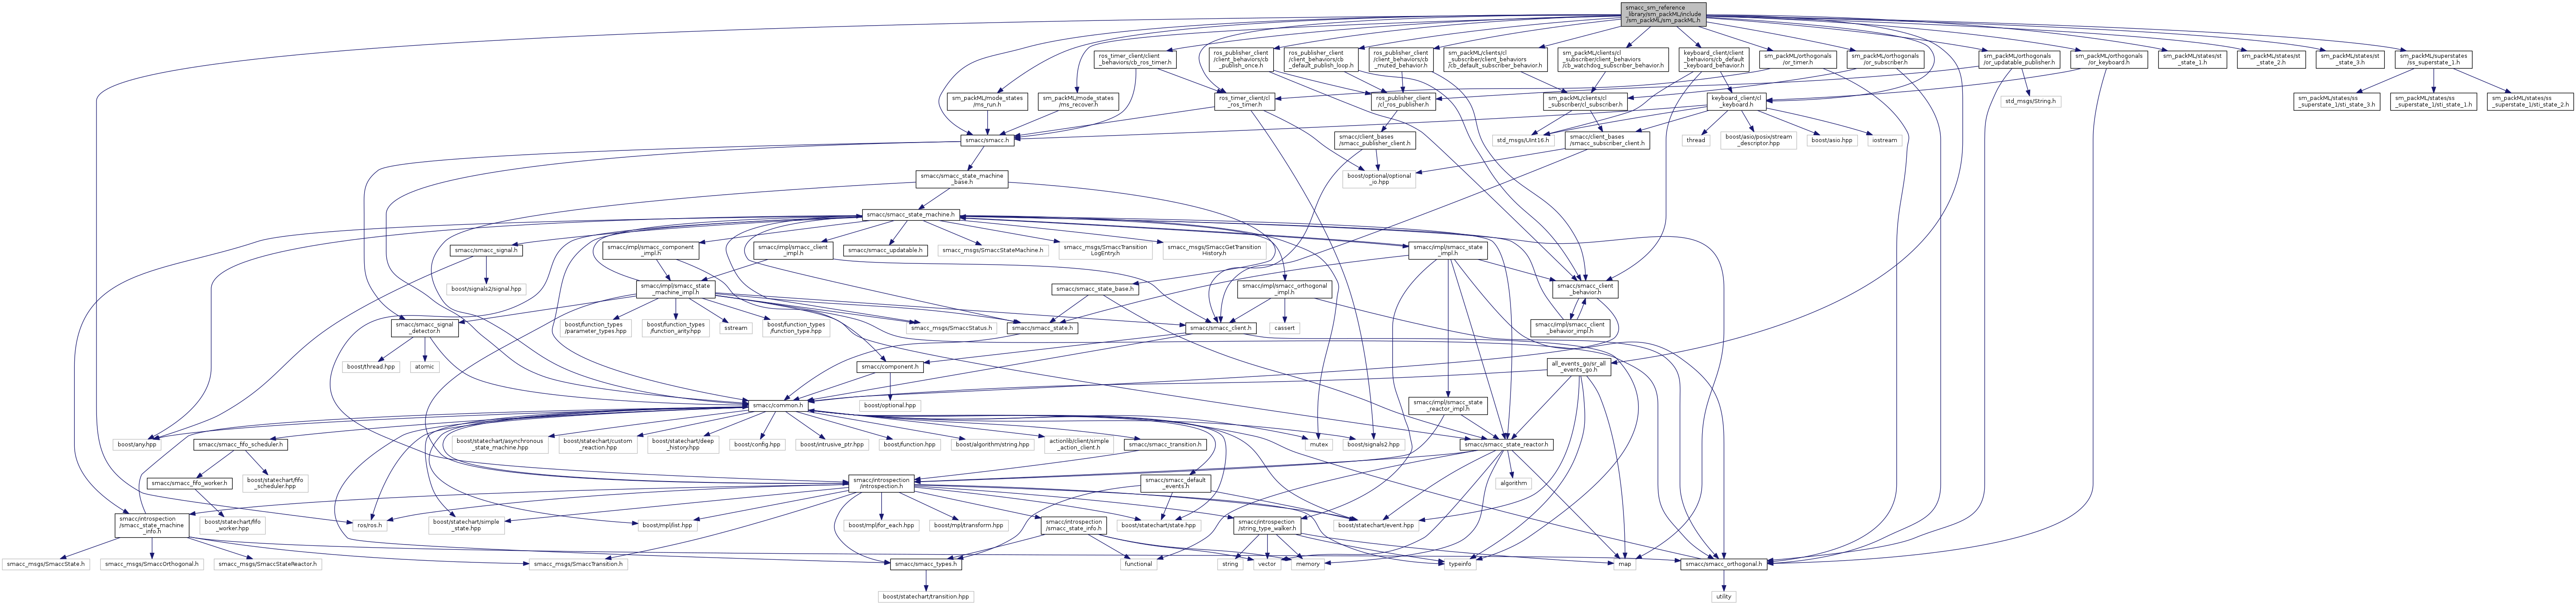 smacc_sm_reference
_library/sm_packML/include
/sm_packML/sm_packML.h
ros_timer_client/client
_behaviors/cb_ros_timer.h
ros_publisher_client
/client_behaviors/cb
_publish_once.h
ros_publisher_client
/client_behaviors/cb
_default_publish_loop.h
ros_publisher_client
/client_behaviors/cb
_muted_behavior.h
sm_packML/clients/cl
_subscriber/client_behaviors
/cb_default_subscriber_behavior.h
sm_packML/clients/cl
_subscriber/client_behaviors
/cb_watchdog_subscriber_behavior.h
keyboard_client/client
_behaviors/cb_default
_keyboard_behavior.h
sm_packML/orthogonals
/or_timer.h
sm_packML/orthogonals
/or_subscriber.h
sm_packML/orthogonals
/or_updatable_publisher.h
sm_packML/orthogonals
/or_keyboard.h
sm_packML/states/st
_state_1.h
sm_packML/states/st
_state_2.h
sm_packML/states/st
_state_3.h
sm_packML/superstates
/ss_superstate_1.h
sm_packML/mode_states
/ms_run.h
sm_packML/mode_states
/ms_recover.h
ros_timer_client/cl
_ros_timer.h
ros_publisher_client
/cl_ros_publisher.h
sm_packML/clients/cl
_subscriber/cl_subscriber.h
keyboard_client/cl
_keyboard.h
std_msgs/String.h
sm_packML/states/ss
_superstate_1/sti_state_3.h
sm_packML/states/ss
_superstate_1/sti_state_1.h
sm_packML/states/ss
_superstate_1/sti_state_2.h
smacc/smacc.h
smacc/client_bases
/smacc_publisher_client.h
std_msgs/UInt16.h
smacc/client_bases
/smacc_subscriber_client.h
thread
boost/asio/posix/stream
_descriptor.hpp
boost/asio.hpp
iostream
smacc/smacc_state_machine
_base.h
boost/optional/optional
_io.hpp
smacc/smacc_state_machine.h
smacc/smacc_signal.h
smacc/impl/smacc_component
_impl.h
smacc/impl/smacc_client
_impl.h
smacc/smacc_updatable.h
smacc_msgs/SmaccStateMachine.h
smacc_msgs/SmaccTransition
LogEntry.h
smacc_msgs/SmaccGetTransition
History.h
smacc/impl/smacc_state
_impl.h
boost/signals2/signal.hpp
smacc/impl/smacc_state
_machine_impl.h
smacc/smacc_state_base.h
smacc/impl/smacc_orthogonal
_impl.h
smacc/smacc_client
_behavior.h
smacc/smacc_signal
_detector.h
boost/function_types
/parameter_types.hpp
boost/function_types
/function_arity.hpp
sstream
boost/function_types
/function_type.hpp
smacc_msgs/SmaccStatus.h
smacc/smacc_state.h
smacc/smacc_client.h
cassert
smacc/impl/smacc_client
_behavior_impl.h
boost/thread.hpp
atomic
smacc/component.h
all_events_go/sr_all
_events_go.h
smacc/common.h
boost/optional.hpp
smacc/impl/smacc_state
_reactor_impl.h
boost/any.hpp
smacc/smacc_fifo_scheduler.h
boost/statechart/asynchronous
_state_machine.hpp
boost/statechart/custom
_reaction.hpp
boost/statechart/deep
_history.hpp
boost/config.hpp
boost/intrusive_ptr.hpp
boost/function.hpp
boost/algorithm/string.hpp
actionlib/client/simple
_action_client.h
smacc/smacc_transition.h
mutex
boost/signals2.hpp
smacc/smacc_state_reactor.h
smacc/smacc_fifo_worker.h
boost/statechart/fifo
_scheduler.hpp
smacc/introspection
/introspection.h
smacc/smacc_default
_events.h
algorithm
smacc/introspection
/smacc_state_machine
_info.h
boost/statechart/fifo
_worker.hpp
ros/ros.h
boost/statechart/simple
_state.hpp
boost/mpl/list.hpp
boost/mpl/for_each.hpp
boost/mpl/transform.hpp
smacc/introspection
/smacc_state_info.h
boost/statechart/state.hpp
smacc/introspection
/string_type_walker.h
boost/statechart/event.hpp
smacc_msgs/SmaccState.h
smacc_msgs/SmaccOrthogonal.h
smacc_msgs/SmaccStateReactor.h
smacc_msgs/SmaccTransition.h
smacc/smacc_types.h
functional
string
vector
memory
typeinfo
map
smacc/smacc_orthogonal.h
boost/statechart/transition.hpp
utility